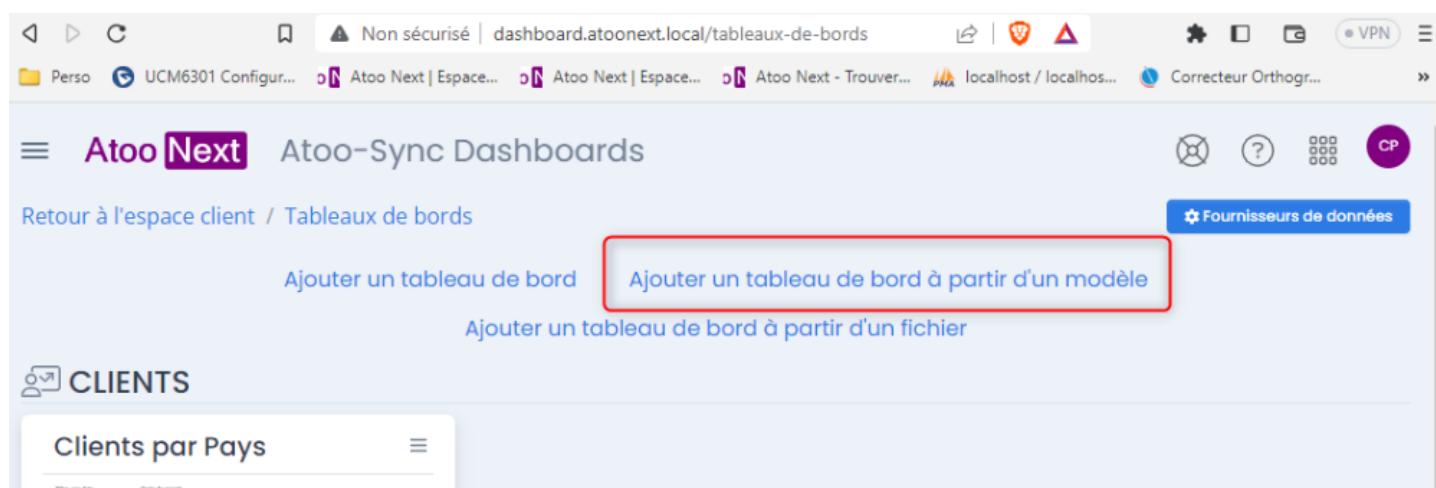 Non sécurisé | dashboard.atoonext.local/tableaux-de-bords VPN
Perso UCM6301 Configur... Atoo Next | Espace... Atoo Next | Espace... Atoo Next - Trouver... localhost / localhos... Correcteur Orthogr... »
Atoo Next Atoo-Sync Dashboards ? CP
Retour à l'espace client / Tableaux de bords Fournisseurs de données
Ajouter un tableau de bord Ajouter un tableau de bord à partir d'un modèle
Ajouter un tableau de bord à partir d'un fichier
CLIENTS
Clients par Pays